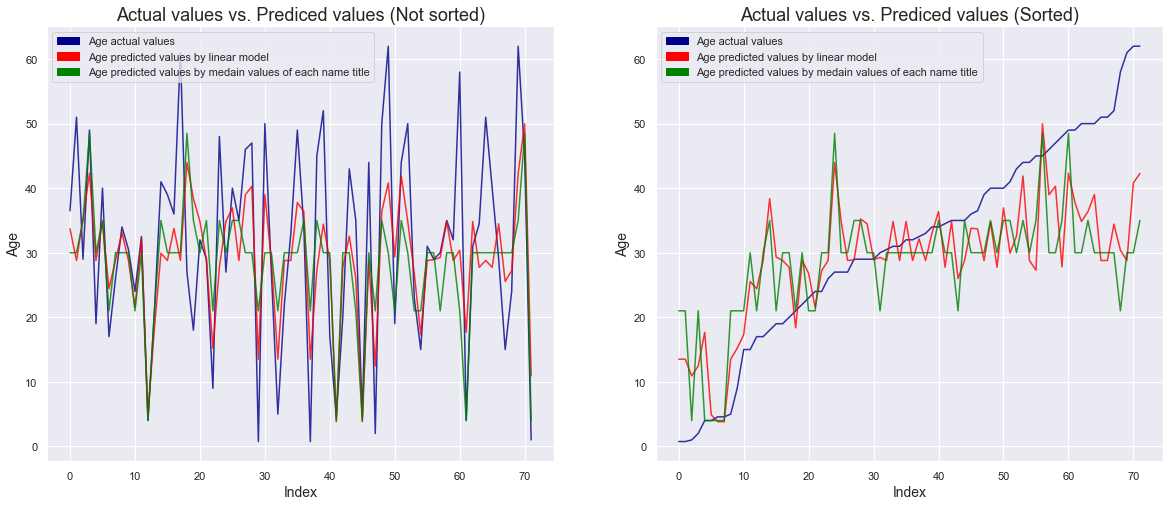 Actual values vs. Prediced values (Not sorted)
Age actual values
Age predicted values by linear model
Age predicted values by medain values of each name title
Age
60
50
40
30
20
10
0
0 10 20 30 40 50 60 70
Index
Actual values vs. Prediced values (Sorted)
Age actual values
Age predicted values by linear model
Age predicted values by medain values of each name title
Age
60
50
40
30
20
10
0
0 10 20 30 40 50 60 70
Index